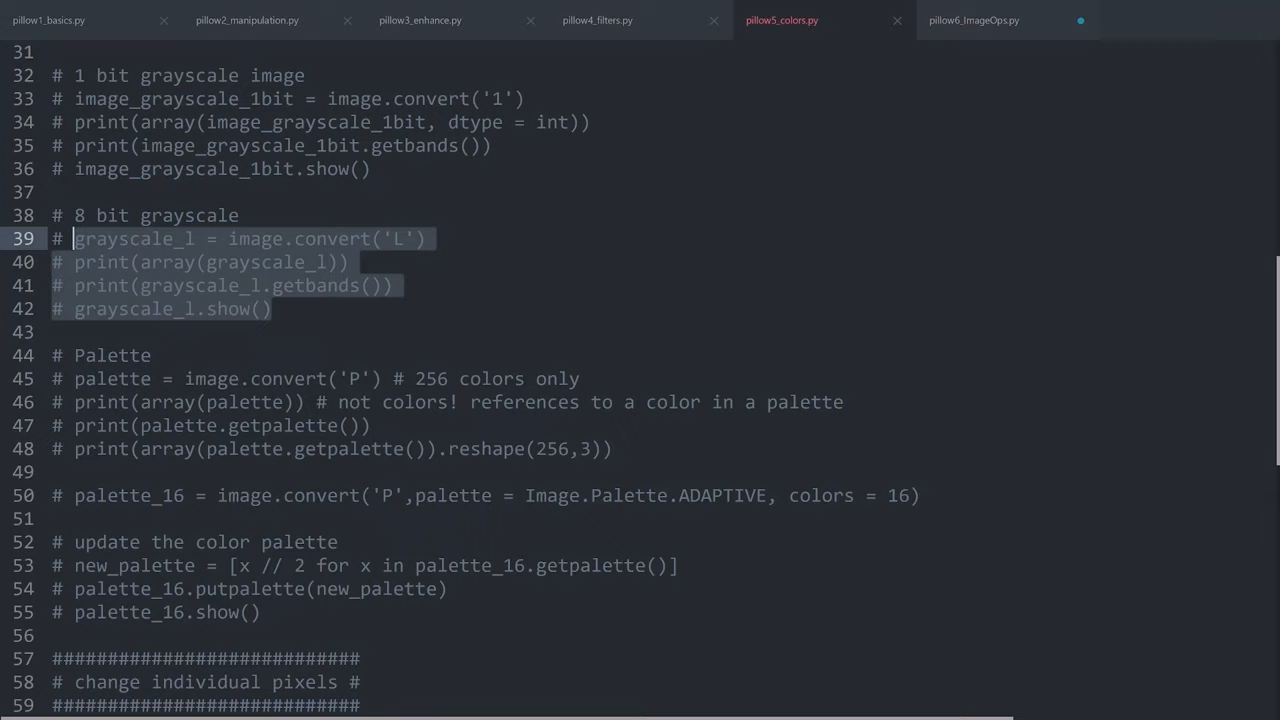 pillow1_basics.py pillow2_manipulation.py pillow3_enhance.py pillow4_filters.py pillow5_colors.py pillow6_ImageOps.py
31
32 # 1 bit grayscale image
33 # image_grayscale_1bit = image.convert('1')
34 # print(array(image_grayscale_1bit, dtype = int))
35 # print(image_grayscale_1bit.getbands())
36 # image_grayscale_1bit.show()
37
38 # 8 bit grayscale
39 # grayscale_l = image.convert('L')
40 # print(array(grayscale_l))
41 # print(grayscale_l.getbands())
42 # grayscale_l.show()
43
44 # Palette
45 # palette = image.convert('P') # 256 colors only
46 # print(array(palette)) # not colors! references to a color in a palette
47 # print(palette.getpalette())
48 # print(array(palette.getpalette()).reshape(256,3))
49
50 # palette_16 = image.convert('P',palette = Image.Palette.ADAPTIVE, colors = 16)
51
52 # update the color palette
53 # new_palette = [x // 2 for x in palette_16.getpalette()]
54 # palette_16.putpalette(new_palette)
55 # palette_16.show()
56
57 ############################
58 # change individual pixels #
59 ############################